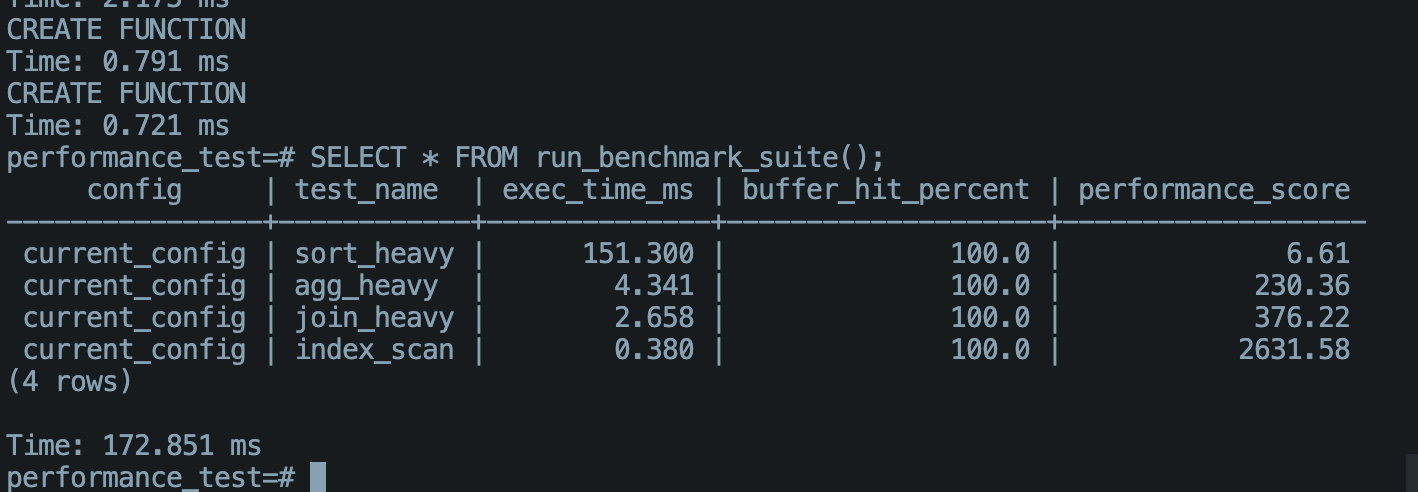 Time: 2.173 ms
CREATE FUNCTION
Time: 0.791 ms
CREATE FUNCTION
Time: 0.721 ms
performance_test=# SELECT * FROM run_benchmark_suite();
     config     | test_name  | exec_time_ms | buffer_hit_percent | performance_score
----------------+------------+--------------+--------------------+-------------------
 current_config | sort_heavy |      151.300 |              100.0 |              6.61
 current_config | agg_heavy  |        4.341 |              100.0 |            230.36
 current_config | join_heavy |        2.658 |              100.0 |            376.22
 current_config | index_scan |        0.380 |              100.0 |           2631.58
(4 rows)

Time: 172.851 ms
performance_test=#